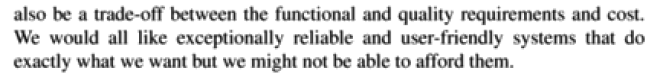 also be a trade-off between the functional and quality requirements and cost.
We would all like exceptionally reliable and user-friendly systems that do
exactly what we want but we might not be able to afford them.